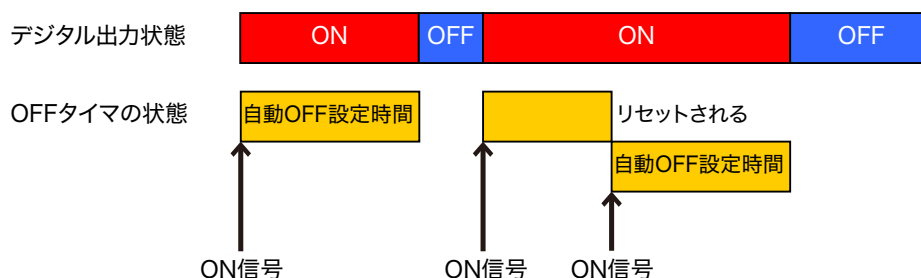 デジタル出力状態 ON OFF ON OFF
OFFタイマの状態 自動OFF設定時間 リセットされる
自動OFF設定時間
ON信号 ON信号 ON信号